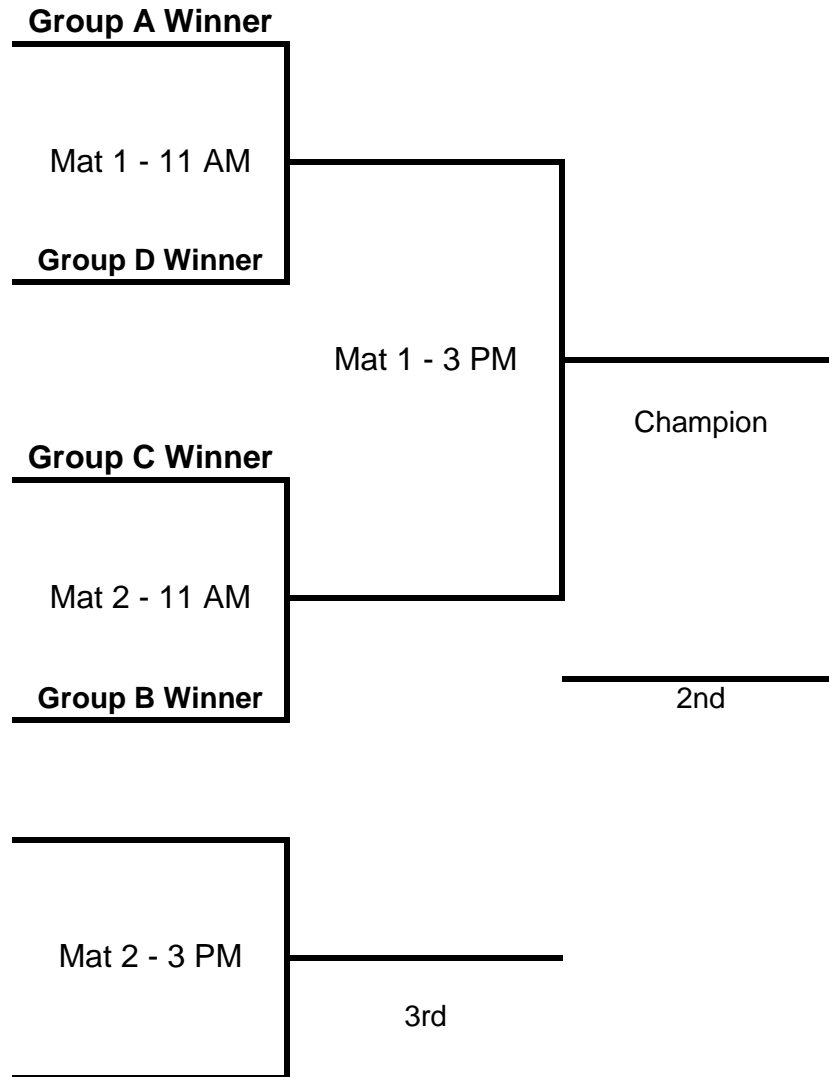 Group A Winner
Mat 1 - 11 AM
Group D Winner
Mat 1 - 3 PM
Champion
Group C Winner
Mat 2 - 11 AM
Group B Winner
2nd
Mat 2 - 3 PM
3rd